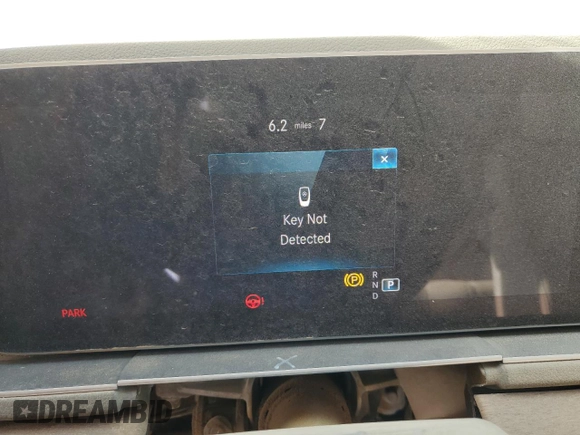 6.2 miles 7
×
Key Not
Detected
R
N P
D
PARK
DREAMBID